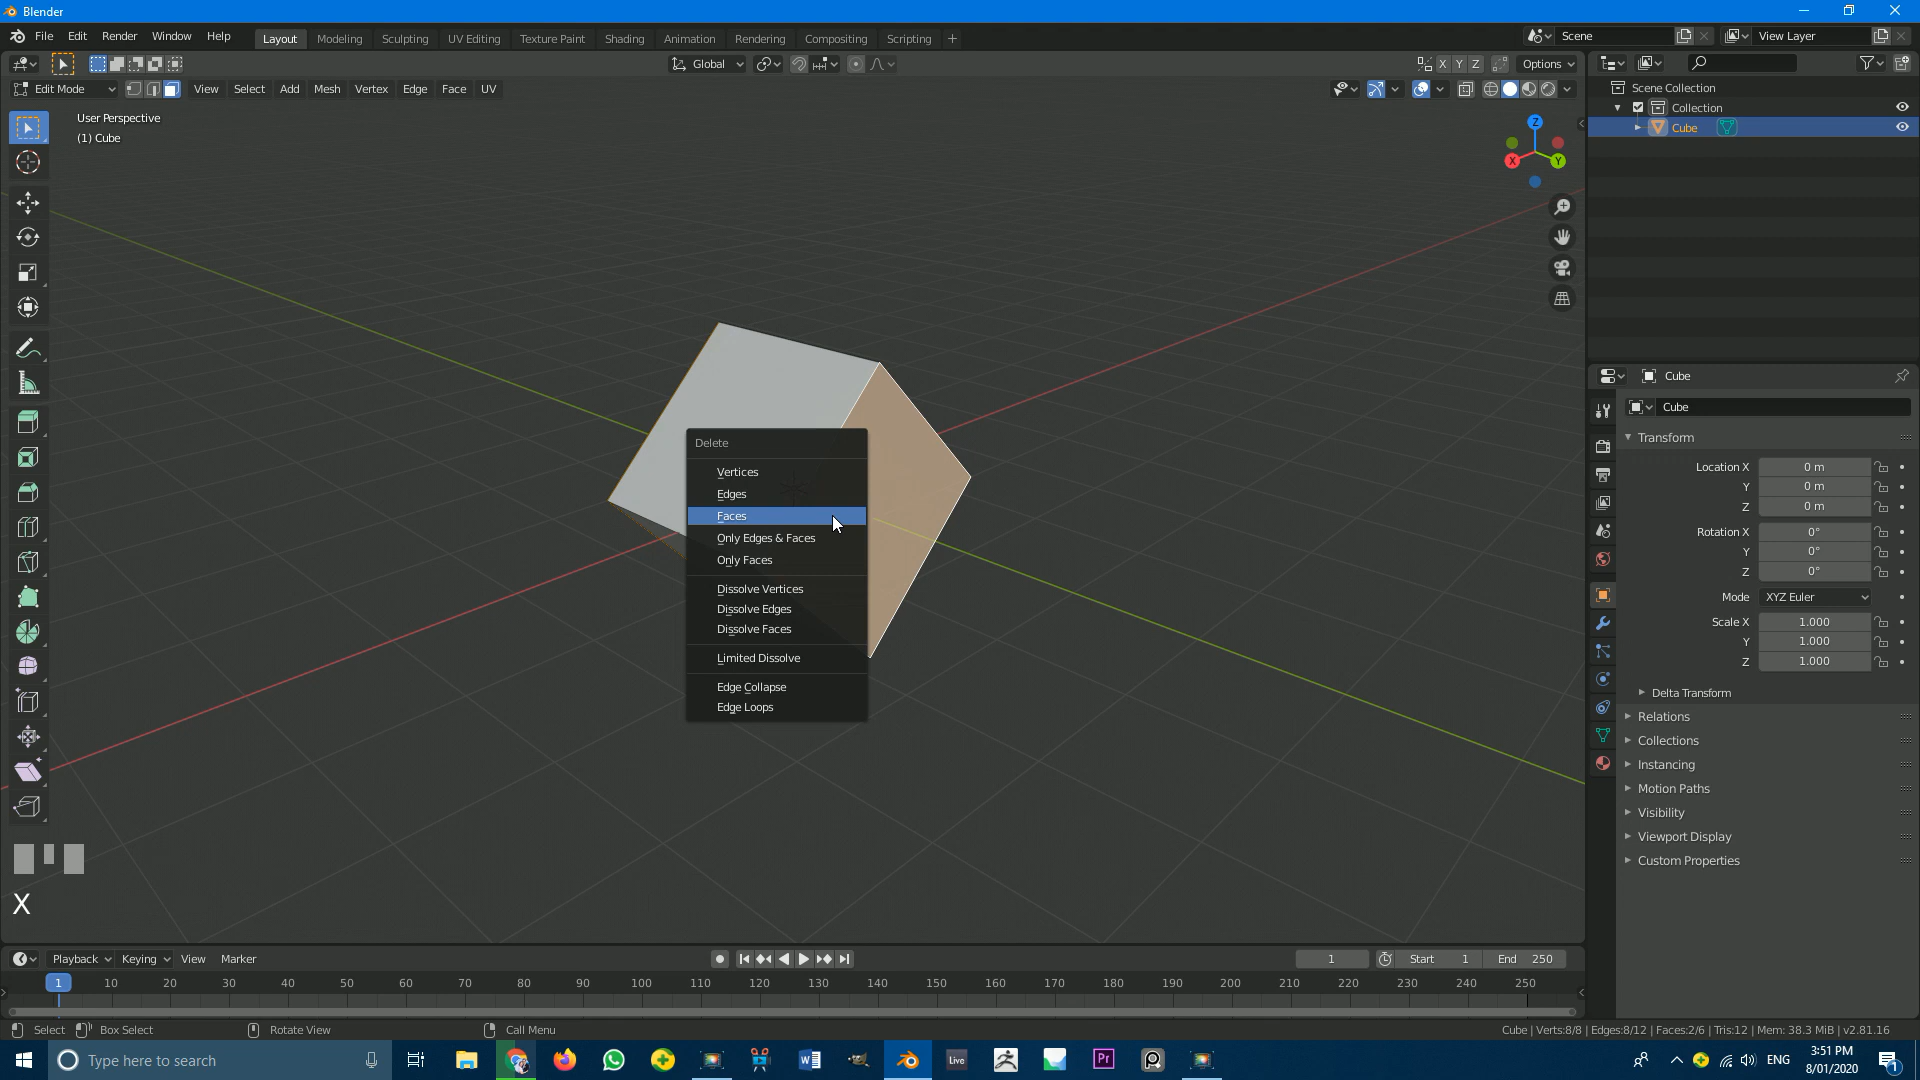 Blender
File Edit Render Window Help
Layout Modeling Sculpting UV Editing Texture Paint Shading Animation Rendering Compositing Scripting +
Scene
View Layer
Global
X Y Z
Options
Edit Mode
View Select Add Mesh Vertex Edge Face UV
User Perspective
(1) Cube
Z
X
Y
Scene Collection
Collection
Cube
Delete
Vertices
Edges
Faces
Only Edges & Faces
Only Faces
Dissolve Vertices
Dissolve Edges
Dissolve Faces
Limited Dissolve
Edge Collapse
Edge Loops
Cube
Cube
Transform
Location X 0 m
Y 0 m
Z 0 m
Rotation X 0°
Y 0°
Z 0°
Mode XYZ Euler
Scale X 1.000
Y 1.000
Z 1.000
Delta Transform
Relations
Collections
Instancing
Motion Paths
Visibility
Viewport Display
Custom Properties
X
Playback Keying View Marker
1
Start 1
End 250
1 10 20 30 40 50 60 70 80 90 100 110 120 130 140 150 160 170 180 190 200 210 220 230 240 250
Select Box Select Rotate View Call Menu
Cube | Verts:8/8 | Edges:8/12 | Faces:2/6 | Tris:12 | Mem: 38.3 MiB | v2.81.16
Type here to search
W
Live
Pr
ENG
3:51 PM
8/01/2020
1